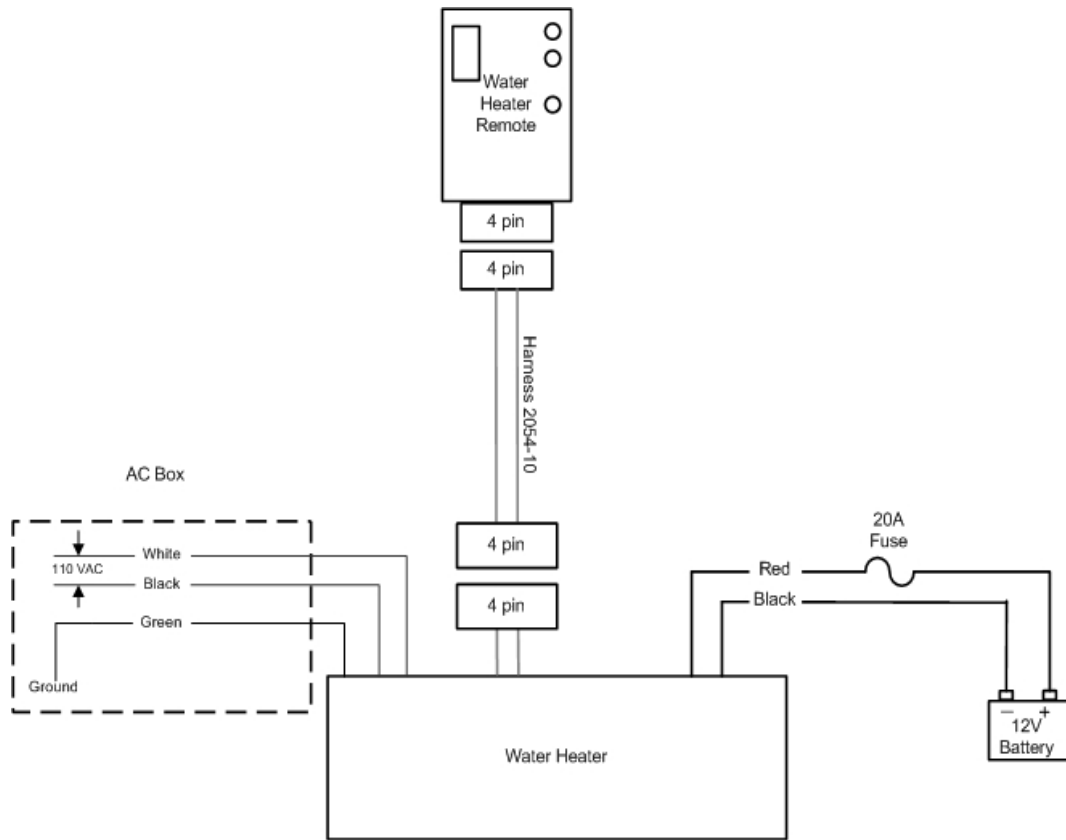 Water
Heater
Remote
4 pin
4 pin
Harness 2054-10
4 pin
4 pin
AC Box
White
110 VAC
Black
Green
Ground
20A
Fuse
Red
Black
– +
12V
Battery
Water Heater